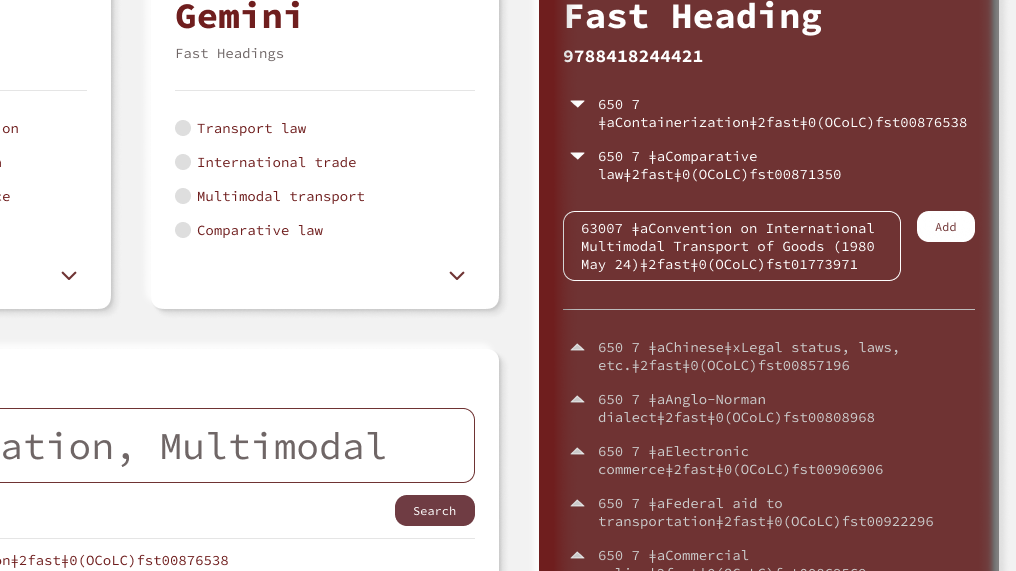 Gemini
Fast Headings
Transport law
International trade
Multimodal transport
Comparative law
on
ation, Multimodal
Search
on‡2fast‡0(OCoLC)fst00876538
Fast Heading
9788418244421
650 7
‡aContainerization‡2fast‡0(OCoLC)fst00876538
650 7 ‡aComparative
law‡2fast‡0(OCoLC)fst00871350
63007 ‡aConvention on International
Multimodal Transport of Goods (1980
May 24)‡2fast‡0(OCoLC)fst01773971
Add
650 7 ‡aChinese‡xLegal status, laws,
etc.‡2fast‡0(OCoLC)fst00857196
650 7 ‡aAnglo-Norman
dialect‡2fast‡0(OCoLC)fst00808968
650 7 ‡aElectronic
commerce‡2fast‡0(OCoLC)fst00906906
650 7 ‡aFederal aid to
transportation‡2fast‡0(OCoLC)fst00922296
650 7 ‡aCommercial